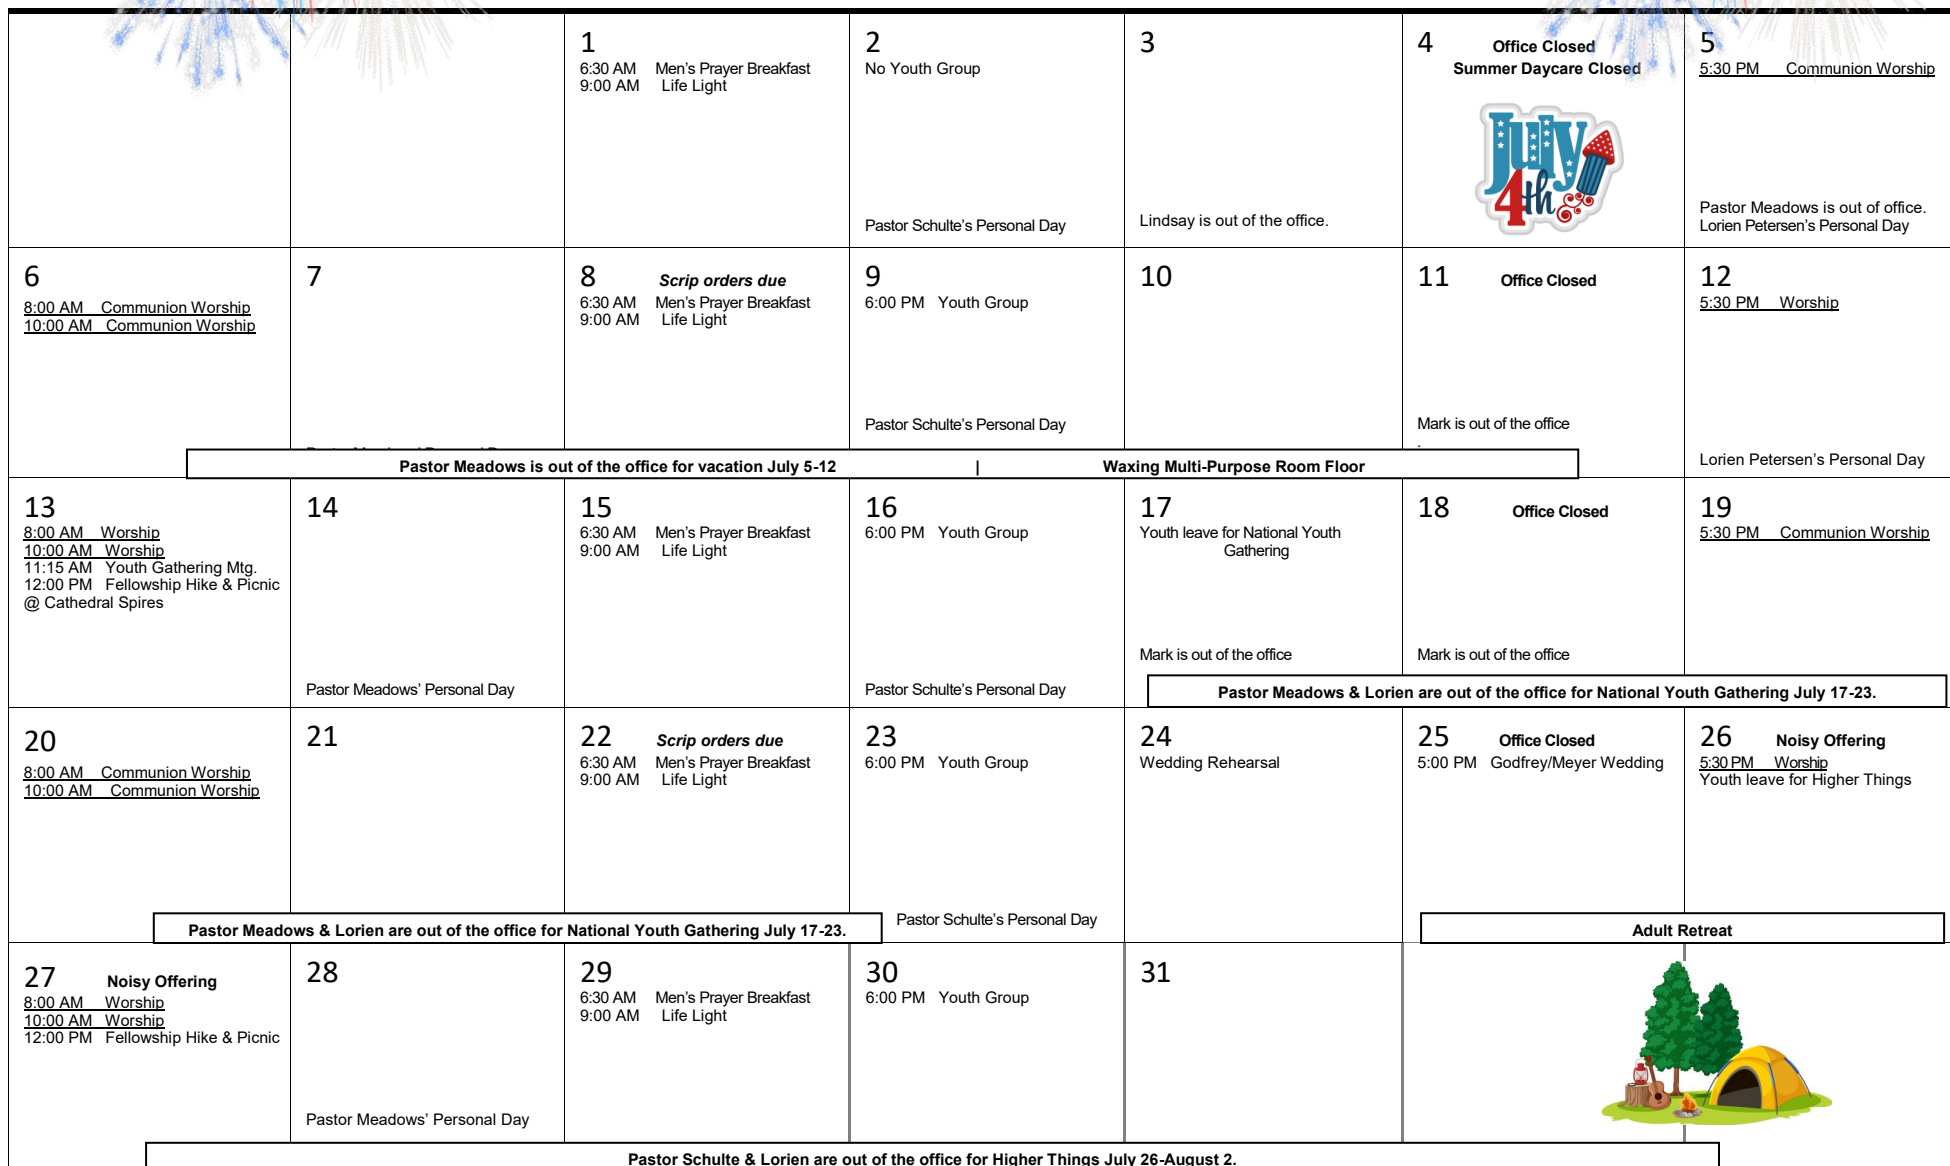 1
6:30 AM Men's Prayer Breakfast
9:00 AM Life Light
2
No Youth Group
Pastor Schulte's Personal Day
3
Lindsay is out of the office.
4 Office Closed
Summer Daycare Closed
July
4th
5
5:30 PM Communion Worship
Pastor Meadows is out of office.
Lorien Petersen's Personal Day
6
8:00 AM Communion Worship
10:00 AM Communion Worship
7
8 Scrip orders due
6:30 AM Men's Prayer Breakfast
9:00 AM Life Light
9
6:00 PM Youth Group
Pastor Schulte's Personal Day
10
11 Office Closed
Mark is out of the office
.
12
5:30 PM Worship
Lorien Petersen's Personal Day
Pastor Meadows is out of the office for vacation July 5-12 | Waxing Multi-Purpose Room Floor
13
8:00 AM Worship
10:00 AM Worship
11:15 AM Youth Gathering Mtg.
12:00 PM Fellowship Hike & Picnic
@ Cathedral Spires
14
Pastor Meadows' Personal Day
15
6:30 AM Men's Prayer Breakfast
9:00 AM Life Light
16
6:00 PM Youth Group
Pastor Schulte's Personal Day
17
Youth leave for National Youth
Gathering
Mark is out of the office
18 Office Closed
Mark is out of the office
19
5:30 PM Communion Worship
Pastor Meadows & Lorien are out of the office for National Youth Gathering July 17-23.
20
8:00 AM Communion Worship
10:00 AM Communion Worship
21
22 Scrip orders due
6:30 AM Men's Prayer Breakfast
9:00 AM Life Light
23
6:00 PM Youth Group
Pastor Schulte's Personal Day
24
Wedding Rehearsal
25 Office Closed
5:00 PM Godfrey/Meyer Wedding
26 Noisy Offering
5:30 PM Worship
Youth leave for Higher Things
Pastor Meadows & Lorien are out of the office for National Youth Gathering July 17-23.
Adult Retreat
27 Noisy Offering
8:00 AM Worship
10:00 AM Worship
12:00 PM Fellowship Hike & Picnic
28
Pastor Meadows' Personal Day
29
6:30 AM Men's Prayer Breakfast
9:00 AM Life Light
30
6:00 PM Youth Group
31
Pastor Schulte & Lorien are out of the office for Higher Things July 26-August 2.